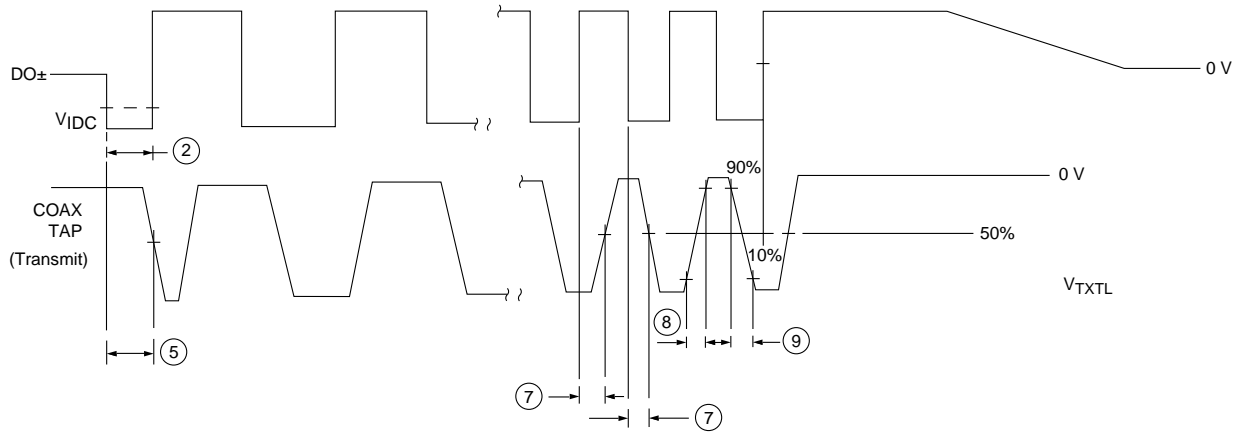 DO±
0 V
VIDC
2
90%
0 V
COAX
TAP
(Transmit)
50%
10%
VTXTL
8
9
5
7
7